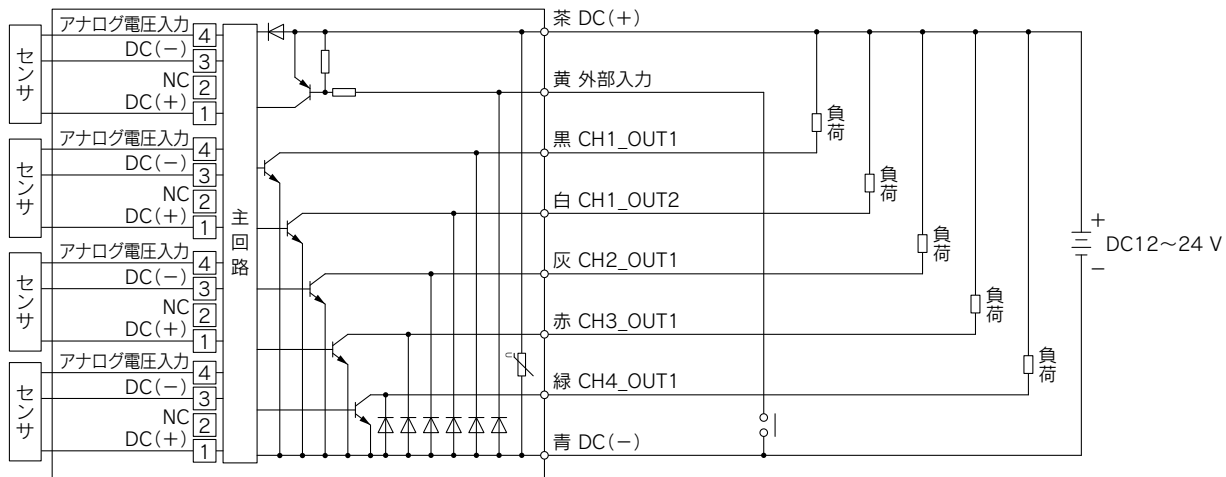 センサ
アナログ電圧入力 4
DC(−) 3
NC 2
DC(+) 1
センサ
アナログ電圧入力 4
DC(−) 3
NC 2
DC(+) 1
センサ
アナログ電圧入力 4
DC(−) 3
NC 2
DC(+) 1
センサ
アナログ電圧入力 4
DC(−) 3
NC 2
DC(+) 1
主回路
茶 DC(+)
黄 外部入力
黒 CH1_OUT1
白 CH1_OUT2
灰 CH2_OUT1
赤 CH3_OUT1
緑 CH4_OUT1
青 DC(−)
負荷
負荷
負荷
負荷
負荷
+
DC12～24 V
−